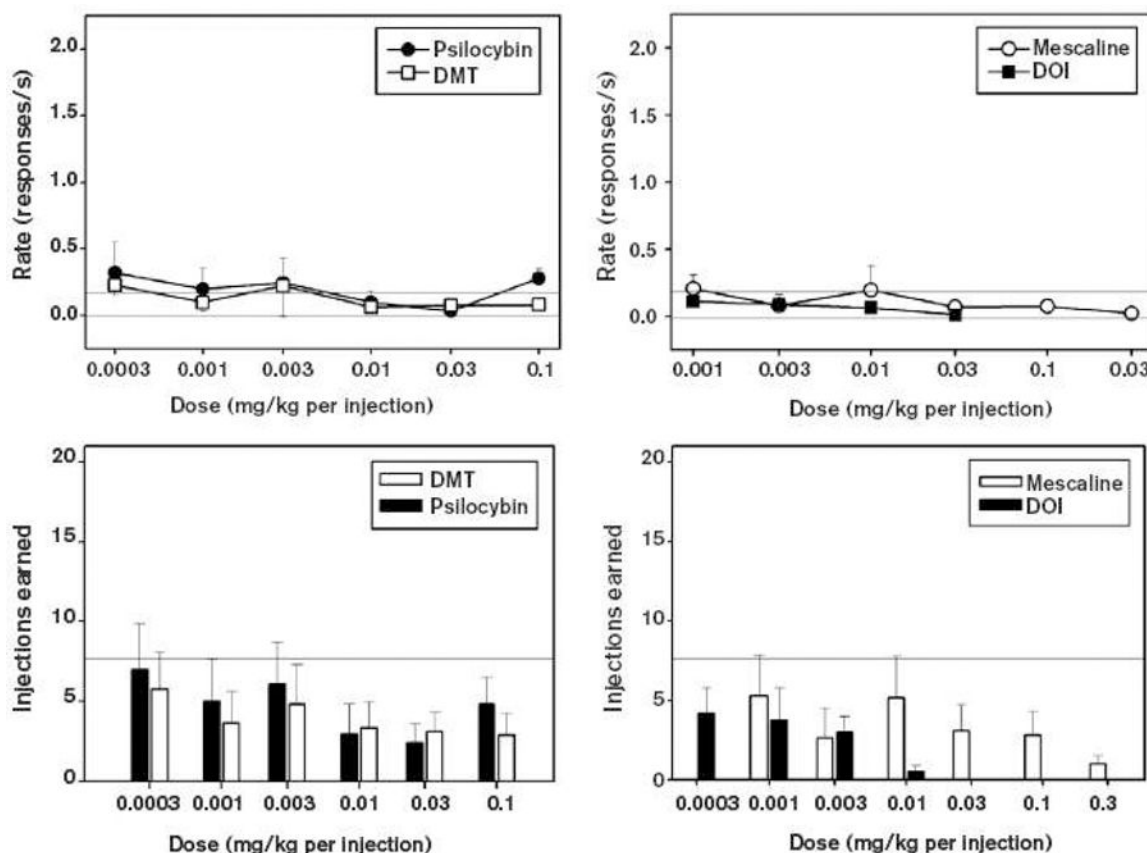 2.0
1.5
1.0
0.5
0.0
Rate (responses/s)
Psilocybin
DMT
0.0003 0.001 0.003 0.01 0.03 0.1
Dose (mg/kg per injection)
2.0
1.5
1.0
0.5
0.0
Rate (responses/s)
Mescaline
DOI
0.001 0.003 0.01 0.03 0.1 0.03
Dose (mg/kg per injection)
20
15
10
5
0
Injections earned
DMT
Psilocybin
0.0003 0.001 0.003 0.01 0.03 0.1
Dose (mg/kg per injection)
20
15
10
5
0
Injections earned
Mescaline
DOI
0.0003 0.001 0.003 0.01 0.03 0.1 0.3
Dose (mg/kg per injection)